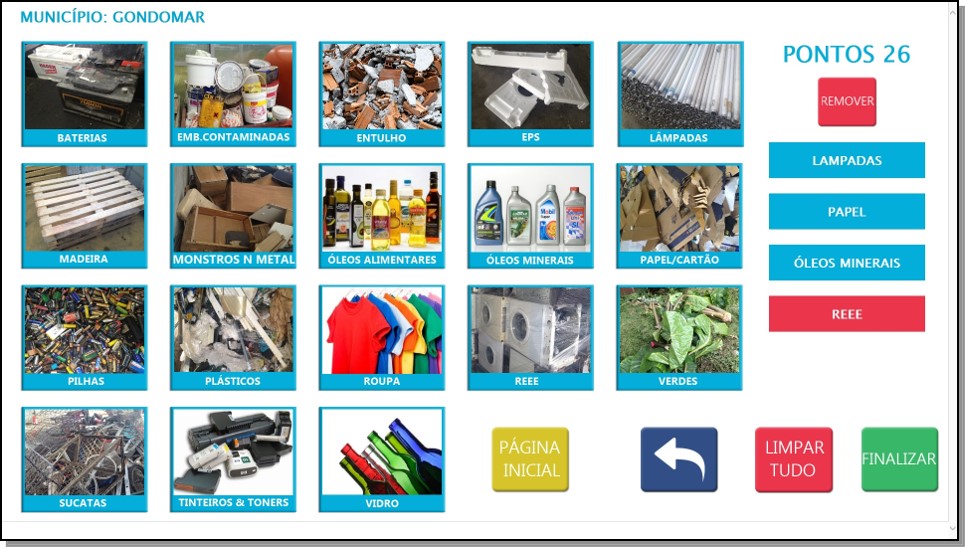 MUNICÍPIO: GONDOMAR
PONTOS 26
REMOVER
BATERIAS
EMB.CONTAMINADAS
ENTULHO
EPS
LÂMPADAS
LAMPADAS
PAPEL
ÓLEOS MINERAIS
REEE
MADEIRA
MONSTROS N METAL
ÓLEOS ALIMENTARES
ÓLEOS MINERAIS
PAPEL/CARTÃO
PILHAS
PLÁSTICOS
ROUPA
REEE
VERDES
SUCATAS
TINTEIROS & TONERS
VIDRO
PÁGINA
INICIAL
LIMPAR
TUDO
FINALIZAR
Mobil